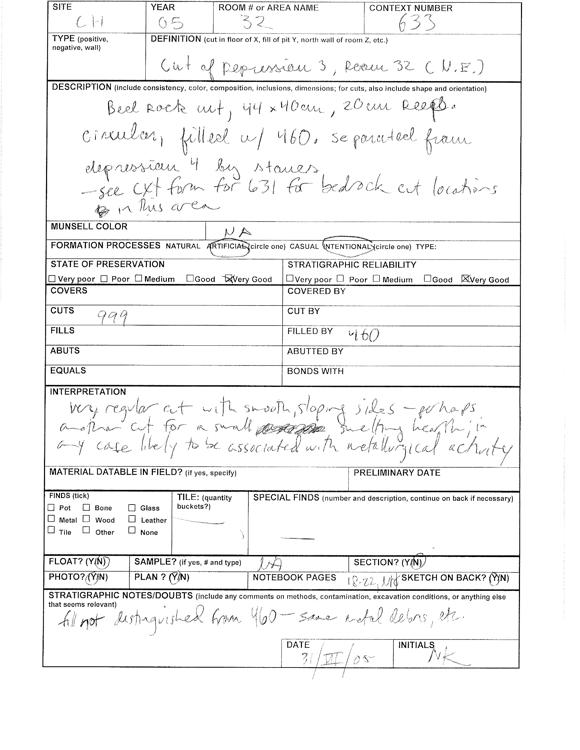 SITE CH YEAR 05 ROOM # or AREA NAME 32 CONTEXT NUMBER 633
TYPE (positive, negative, wall) DEFINITION (cut in floor of X, fill of pit Y, north wall of room Z, etc.)
Cut of Depression 3, Room 32 (N.E.)
DESCRIPTION (include consistency, color, composition, inclusions, dimensions; for cuts, also include shape and orientation)
Bed Rock cut, 44 x 40cm, 20cm deep.
circular, filled w/ 460. separated from
depression 4 by stones
- see CXT form for 631 for bedrock cut locations
in this area
MUNSELL COLOR NA
FORMATION PROCESSES NATURAL ARTIFICIAL (circle one) CASUAL INTENTIONAL (circle one) TYPE:
STATE OF PRESERVATION STRATIGRAPHIC RELIABILITY
Very poor Poor Medium Good Very Good Very poor Poor Medium Good Very Good
COVERS COVERED BY
CUTS 999 CUT BY
FILLS FILLED BY 460
ABUTS ABUTTED BY
EQUALS BONDS WITH
INTERPRETATION
very regular cut with smooth, sloping sides - perhaps
another cut for a small smelting hearth; in
any case likely to be associated with metallurgical activity
MATERIAL DATABLE IN FIELD? (if yes, specify) PRELIMINARY DATE
FINDS (tick) TILE: (quantity buckets?) SPECIAL FINDS (number and description, continue on back if necessary)
Pot Bone Glass
Metal Wood Leather
Tile Other None
FLOAT? (Y/N) SAMPLE? (if yes, # and type) NA SECTION? (Y/N)
PHOTO? (Y/N) PLAN ? (Y/N) NOTEBOOK PAGES 18-22, NK SKETCH ON BACK? (Y/N)
STRATIGRAPHIC NOTES/DOUBTS (include any comments on methods, contamination, excavation conditions, or anything else
that seems relevant)
fill not distinguished from 460 - same metal debris, etc.
DATE 31/VII/05 INITIALS NK